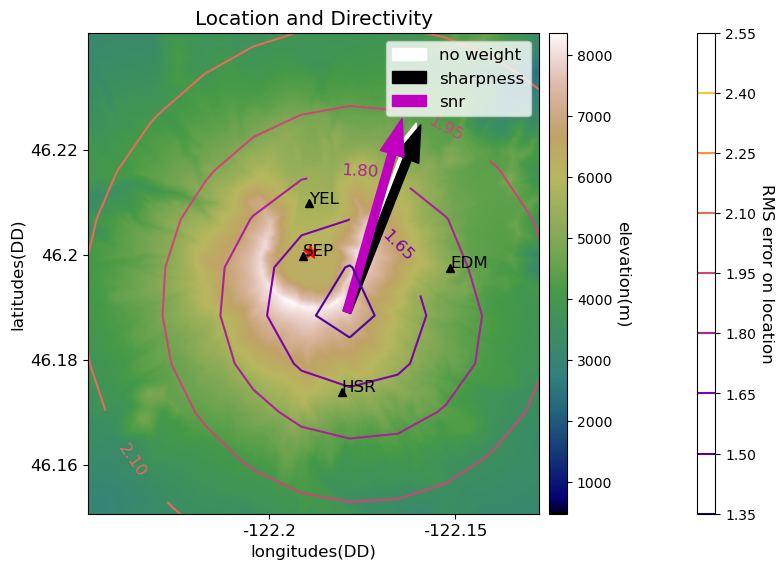 Location and Directivity
no weight
sharpness
snr
1.95
1.80
YEL
SEP
1.65
EDM
HSR
2.10
46.22
46.2
46.18
46.16
latitudes(DD)
-122.2
-122.15
longitudes(DD)
8000
7000
6000
5000
4000
3000
2000
1000
elevation(m)
2.55
2.40
2.25
2.10
1.95
1.80
1.65
1.50
1.35
RMS error on location